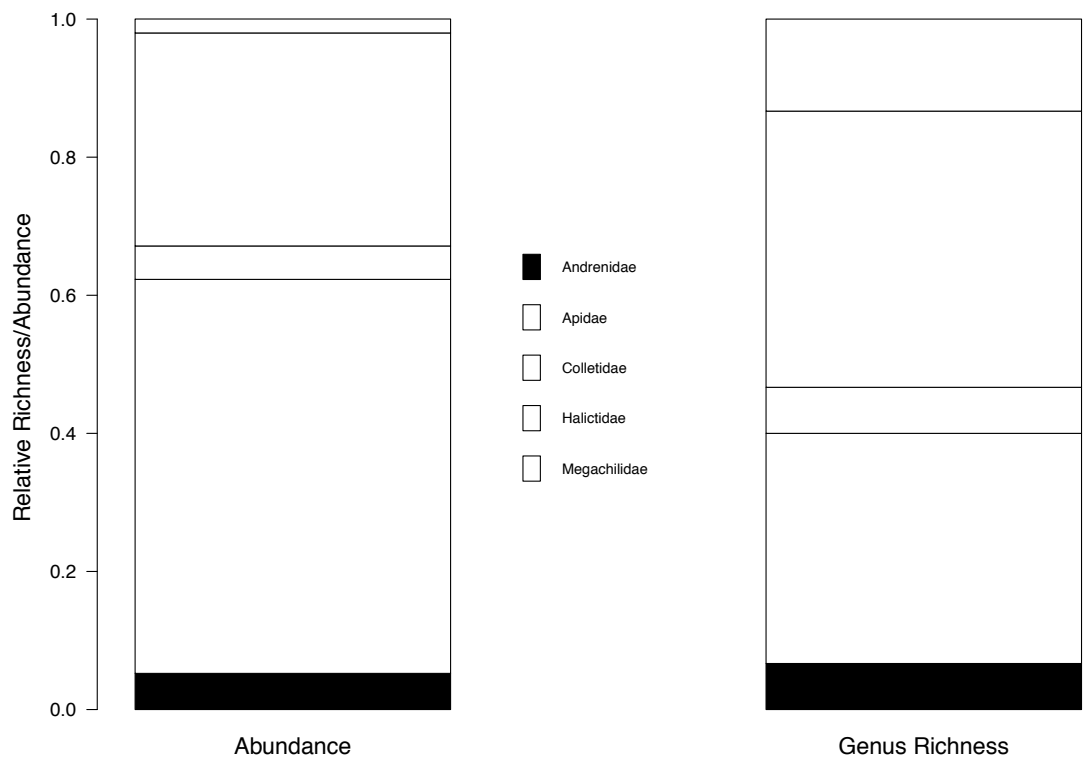 Relative Richness/Abundance
1.0
0.8
0.6
0.4
0.2
0.0
Andrenidae
Apidae
Colletidae
Halictidae
Megachilidae
Abundance
Genus Richness